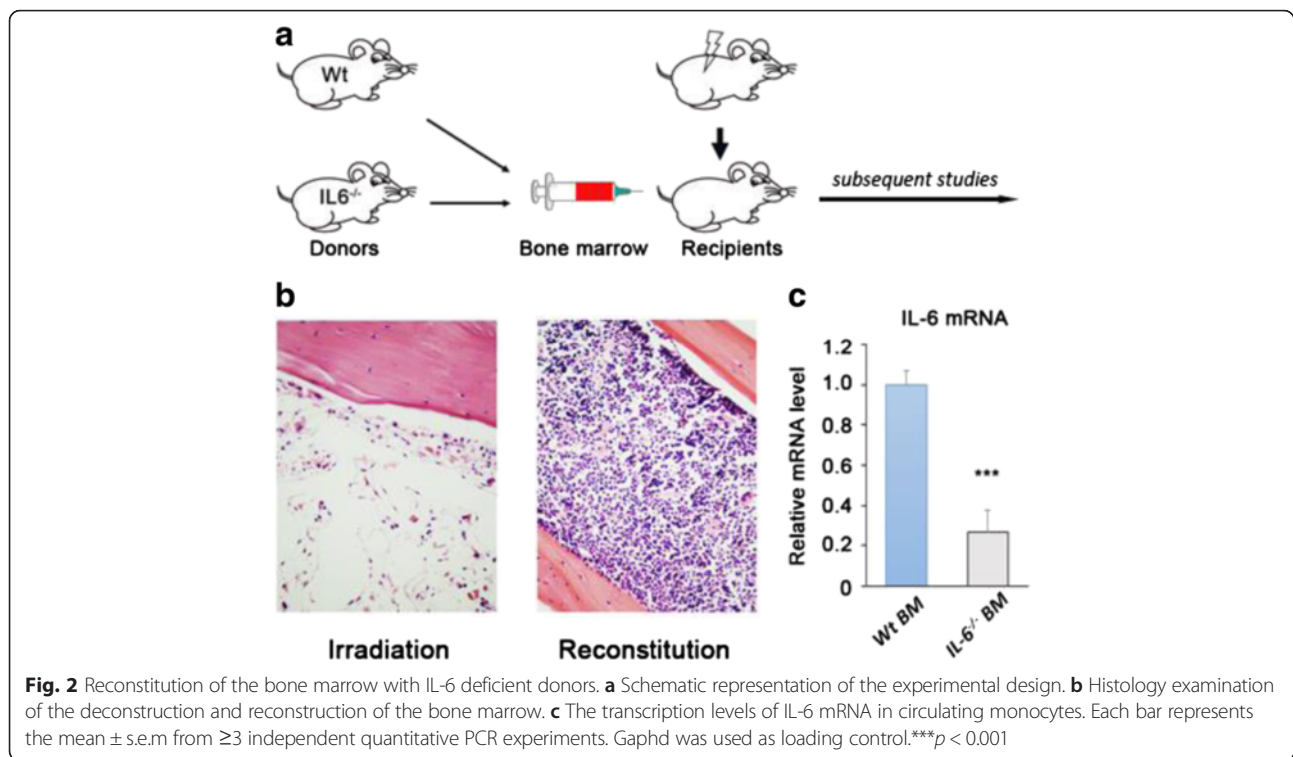 a
Wt
IL6-/-
subsequent studies
Donors
Bone marrow
Recipients
b
c
IL-6 mRNA
Relative mRNA level
1.2
1.0
0.8
0.6
0.4
0.2
0
***
Wt BM
IL-6-/- BM
Irradiation
Reconstitution
Fig. 2 Reconstitution of the bone marrow with IL-6 deficient donors. a Schematic representation of the experimental design. b Histology examination
of the deconstruction and reconstruction of the bone marrow. c The transcription levels of IL-6 mRNA in circulating monocytes. Each bar represents
the mean ± s.e.m from ≥3 independent quantitative PCR experiments. Gaphd was used as loading control.***p < 0.001